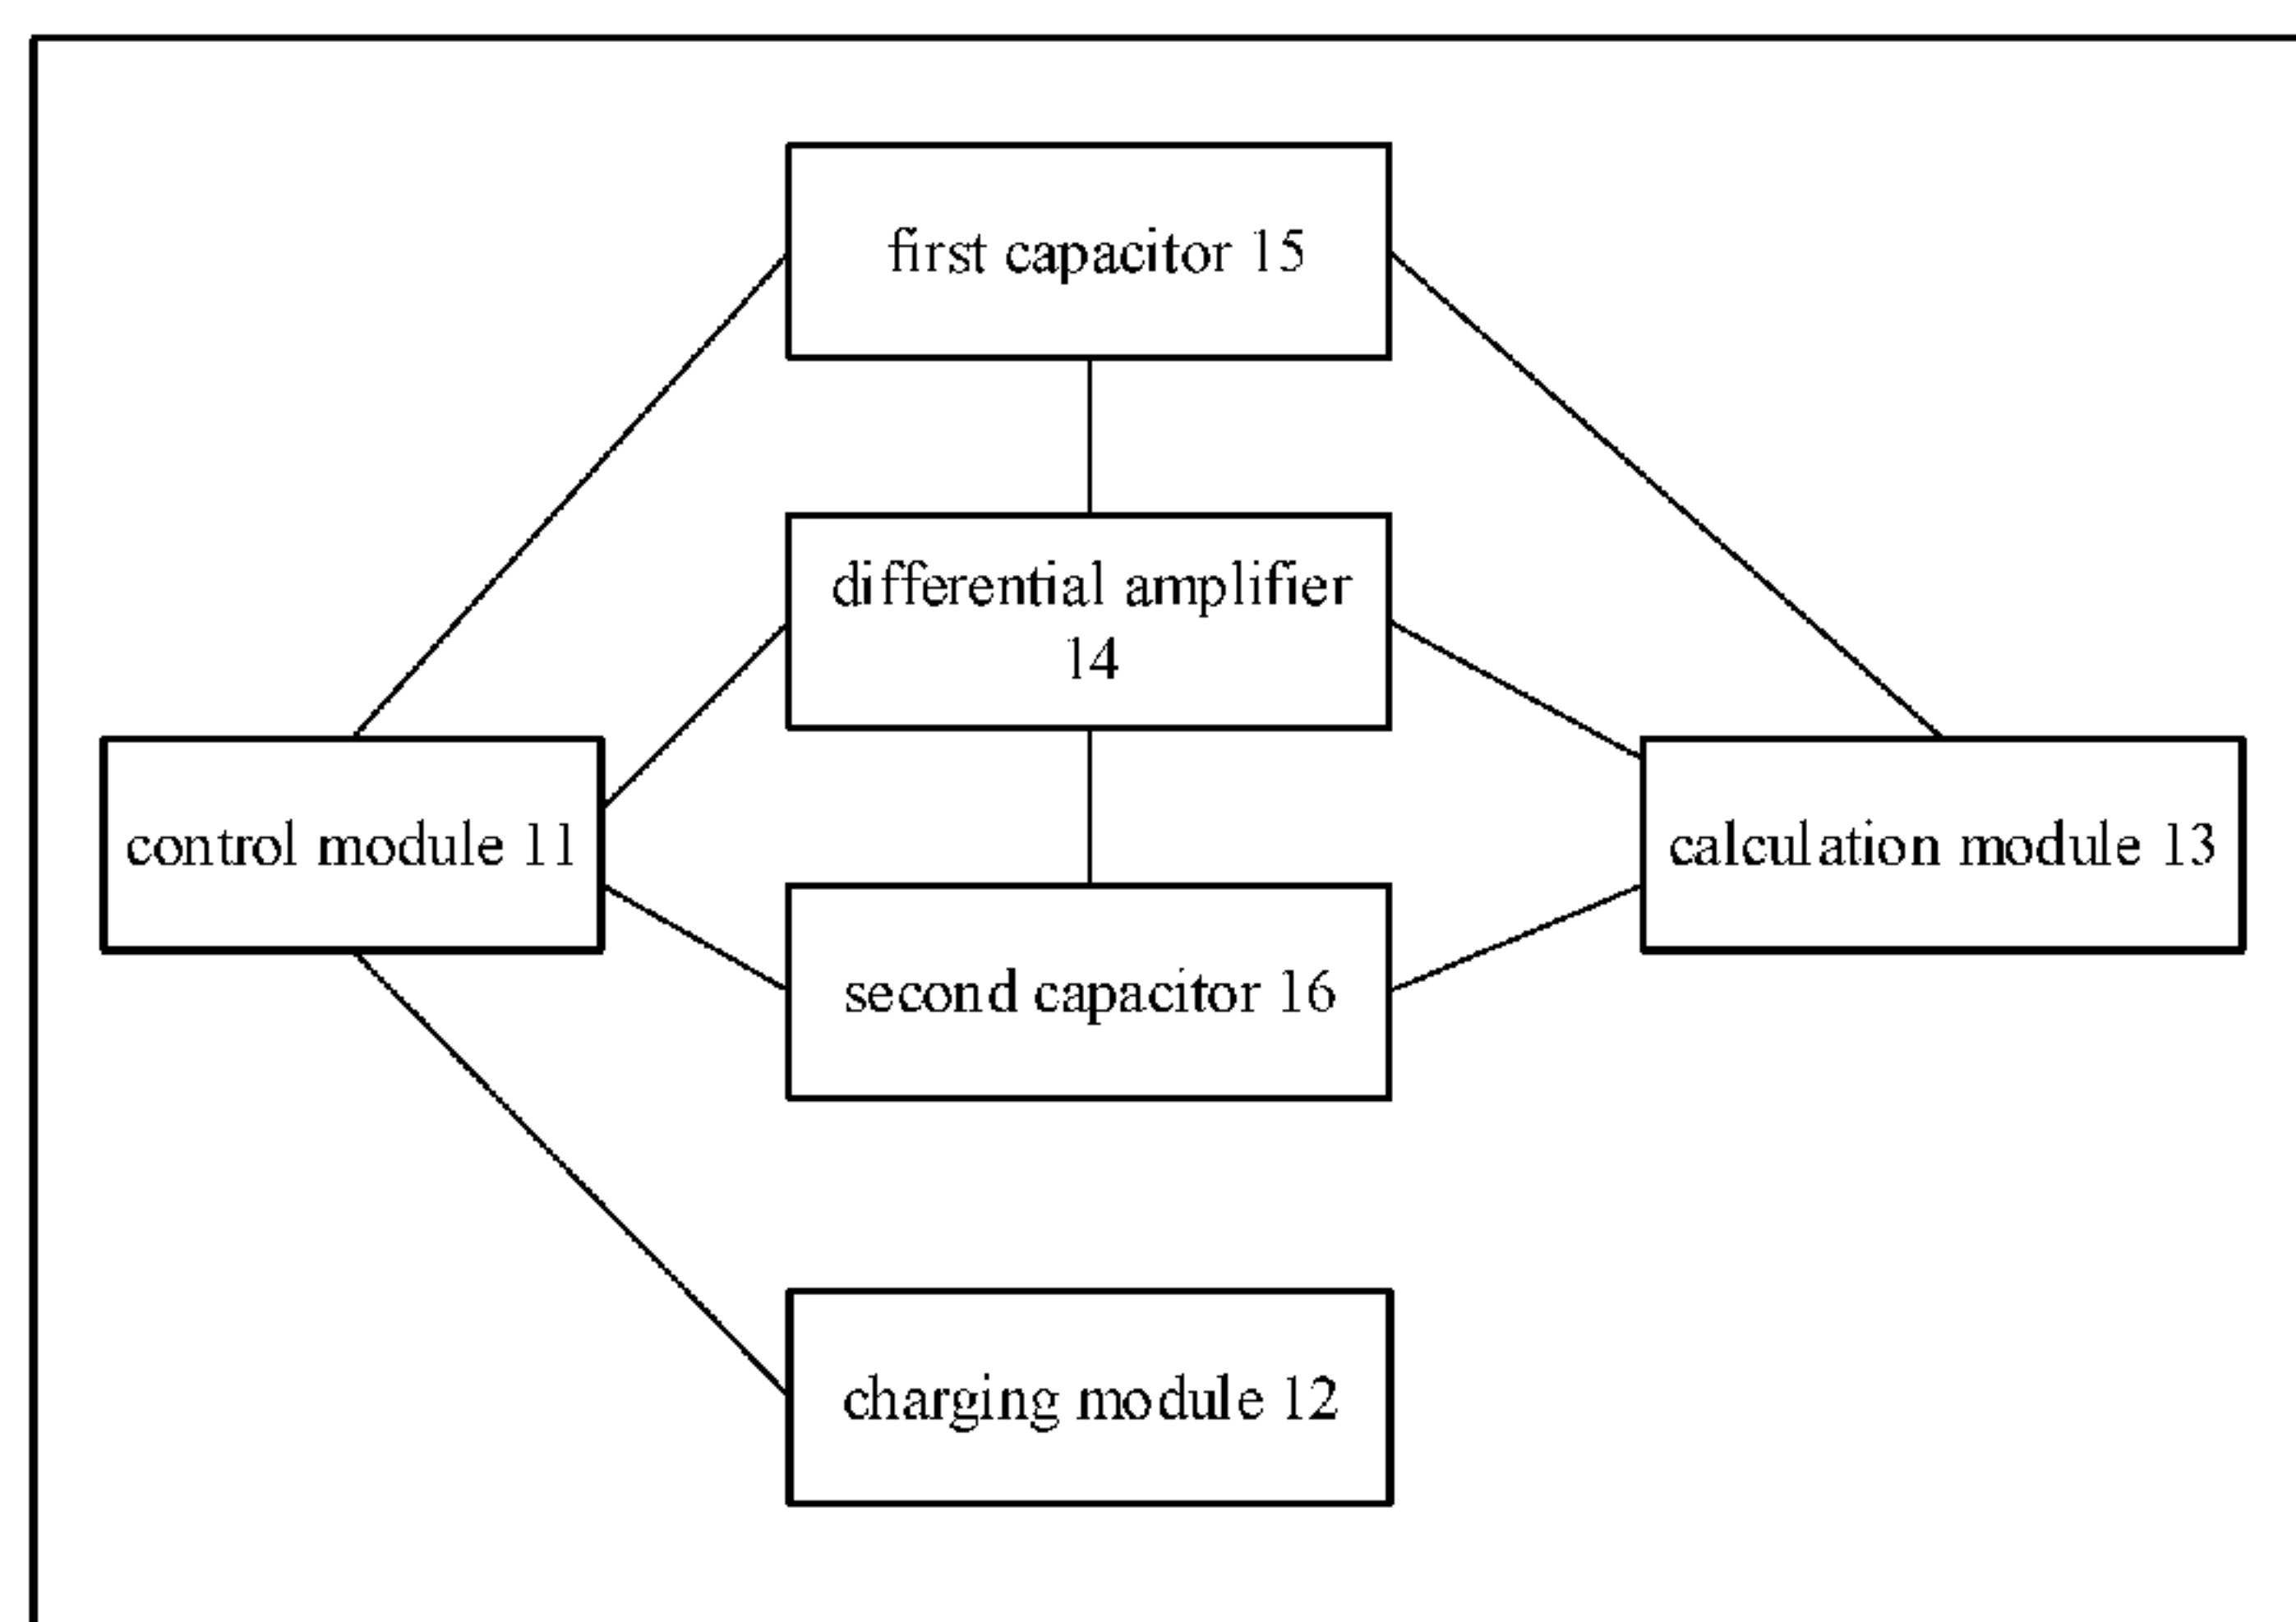 first capacitor 15
differential amplifier
14
control module 11
calculation module 13
second capacitor 16
charging module 12